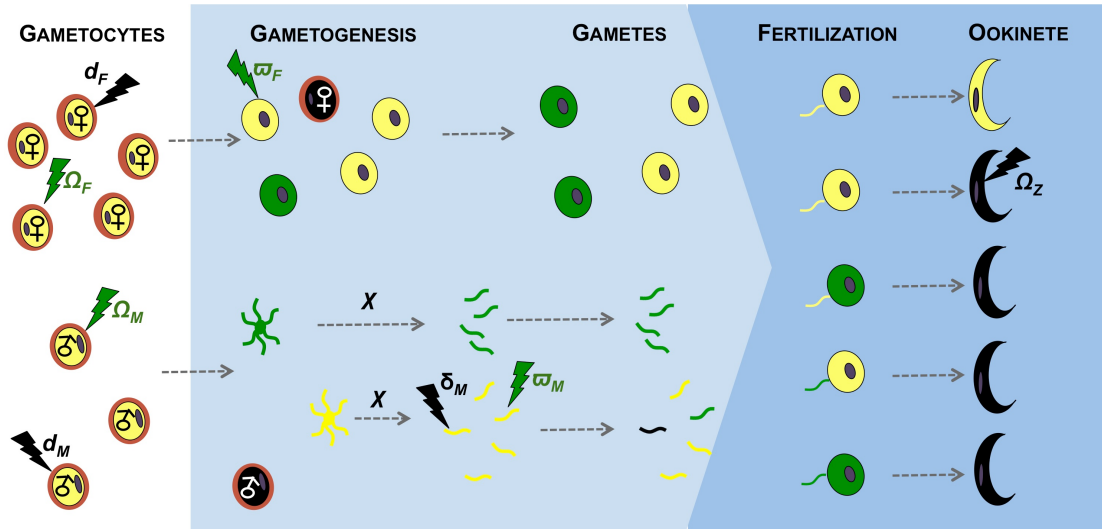 GAMETOCYTES
GAMETOGENESIS
GAMETES
FERTILIZATION
OOKINETE
d_F
ϖ_F
Ω_F
Ω_Z
Ω_M
X
δ_M
ϖ_M
X
d_M